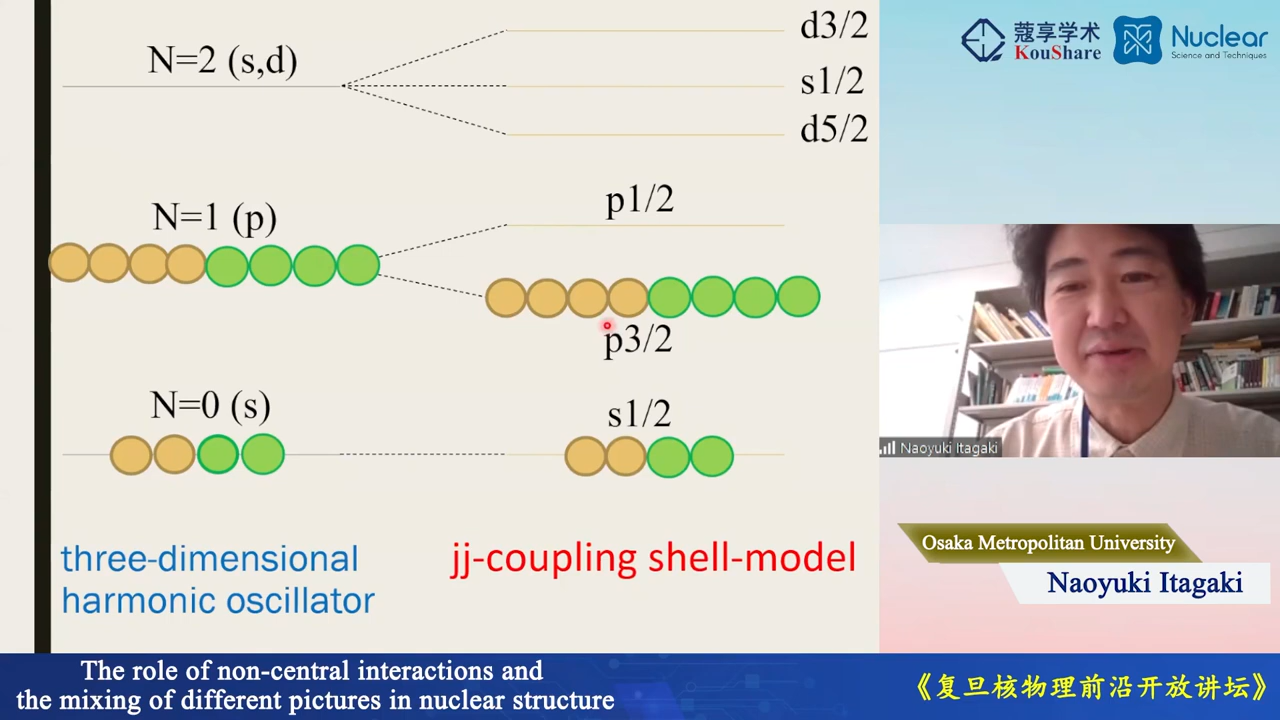 N=2 (s,d)
d3/2
s1/2
d5/2
N=1 (p)
p1/2
p3/2
N=0 (s)
s1/2
three-dimensional
harmonic oscillator
jj-coupling shell-model
蔻享学术
KouShare
Nuclear
Science and Techniques
Naoyuki Itagaki
Osaka Metropolitan University
Naoyuki Itagaki
The role of non-central interactions and
the mixing of different pictures in nuclear structure
《复旦核物理前沿开放讲坛》